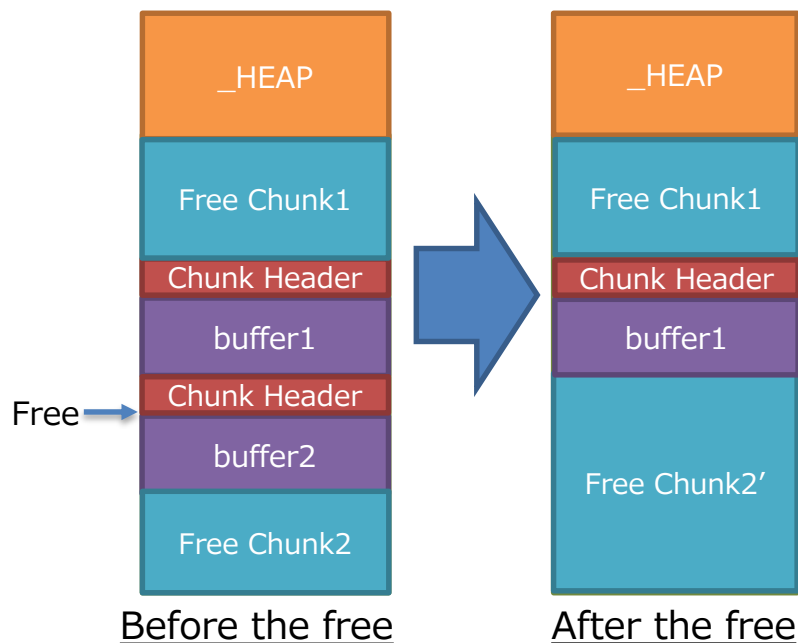 _HEAP
Free Chunk1
Chunk Header
buffer1
Chunk Header
Free
buffer2
Free Chunk2
Before the free
_HEAP
Free Chunk1
Chunk Header
buffer1
Free Chunk2’
After the free